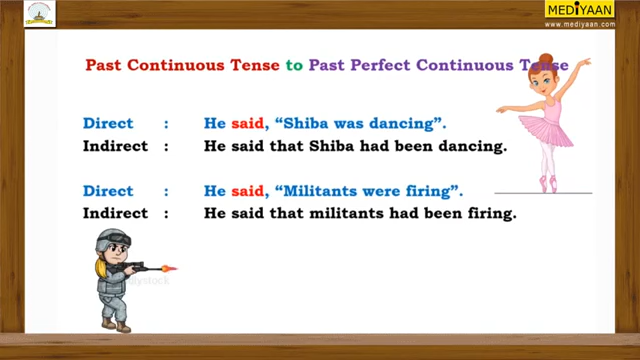 MEDIYAAN
www.mediyaan.com
Past Continuous Tense to Past Perfect Continuous Tense
Direct : He said, “Shiba was dancing”.
Indirect : He said that Shiba had been dancing.
Direct : He said, “Militants were firing”.
Indirect : He said that militants had been firing.